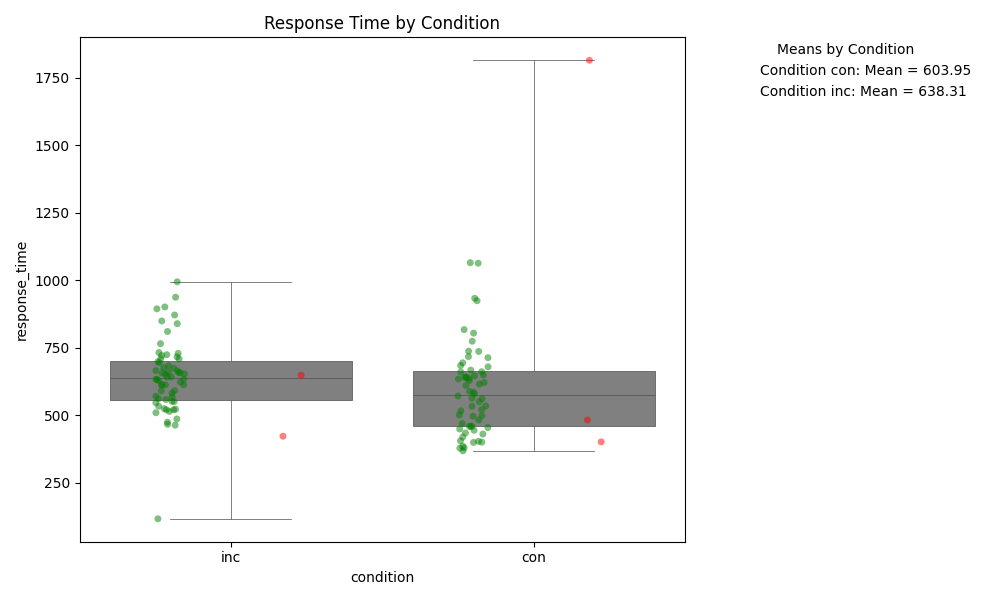 Response Time by Condition
Means by Condition
Condition con: Mean = 603.95
Condition inc: Mean = 638.31
1750
1500
1250
1000
750
500
250
response_time
inc
con
condition